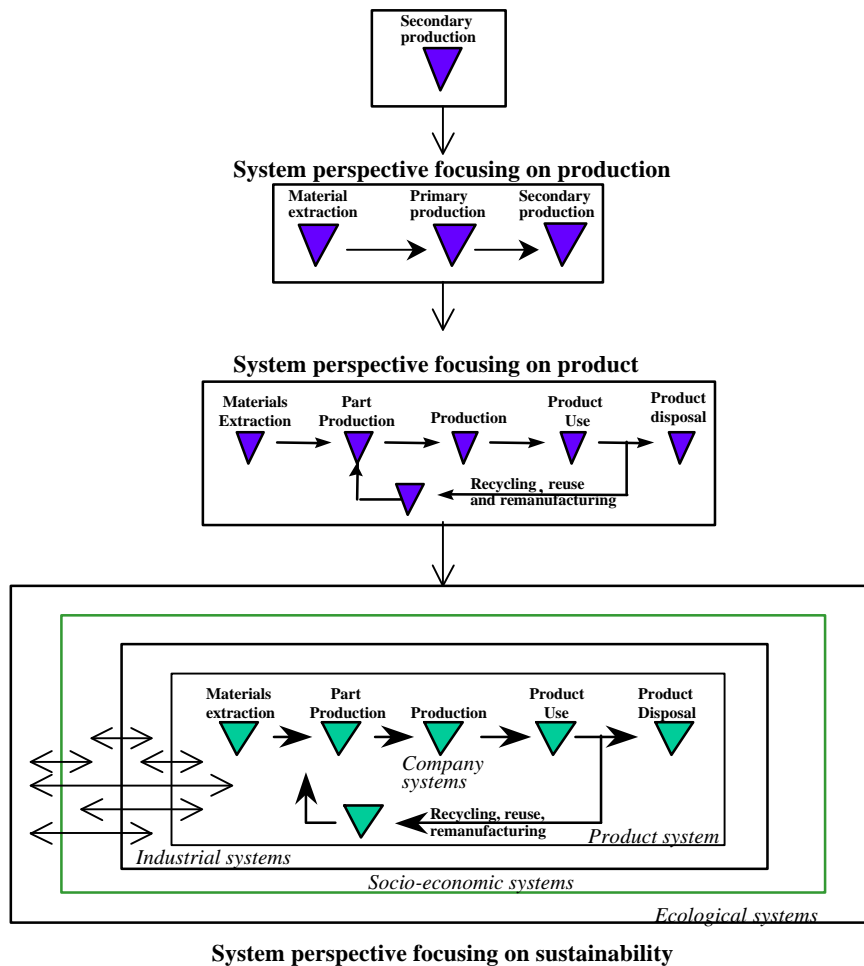 Secondary
production
System perspective focusing on production
Material
extraction
Primary
production
Secondary
production
System perspective focusing on product
Materials
Extraction
Part
Production
Production
Product
Use
Product
disposal
Recycling, reuse
and remanufacturing
Materials
extraction
Part
Production
Production
Product
Use
Product
Disposal
Company
systems
Recycling, reuse,
remanufacturing
Product system
Industrial systems
Socio-economic systems
Ecological systems
System perspective focusing on sustainability